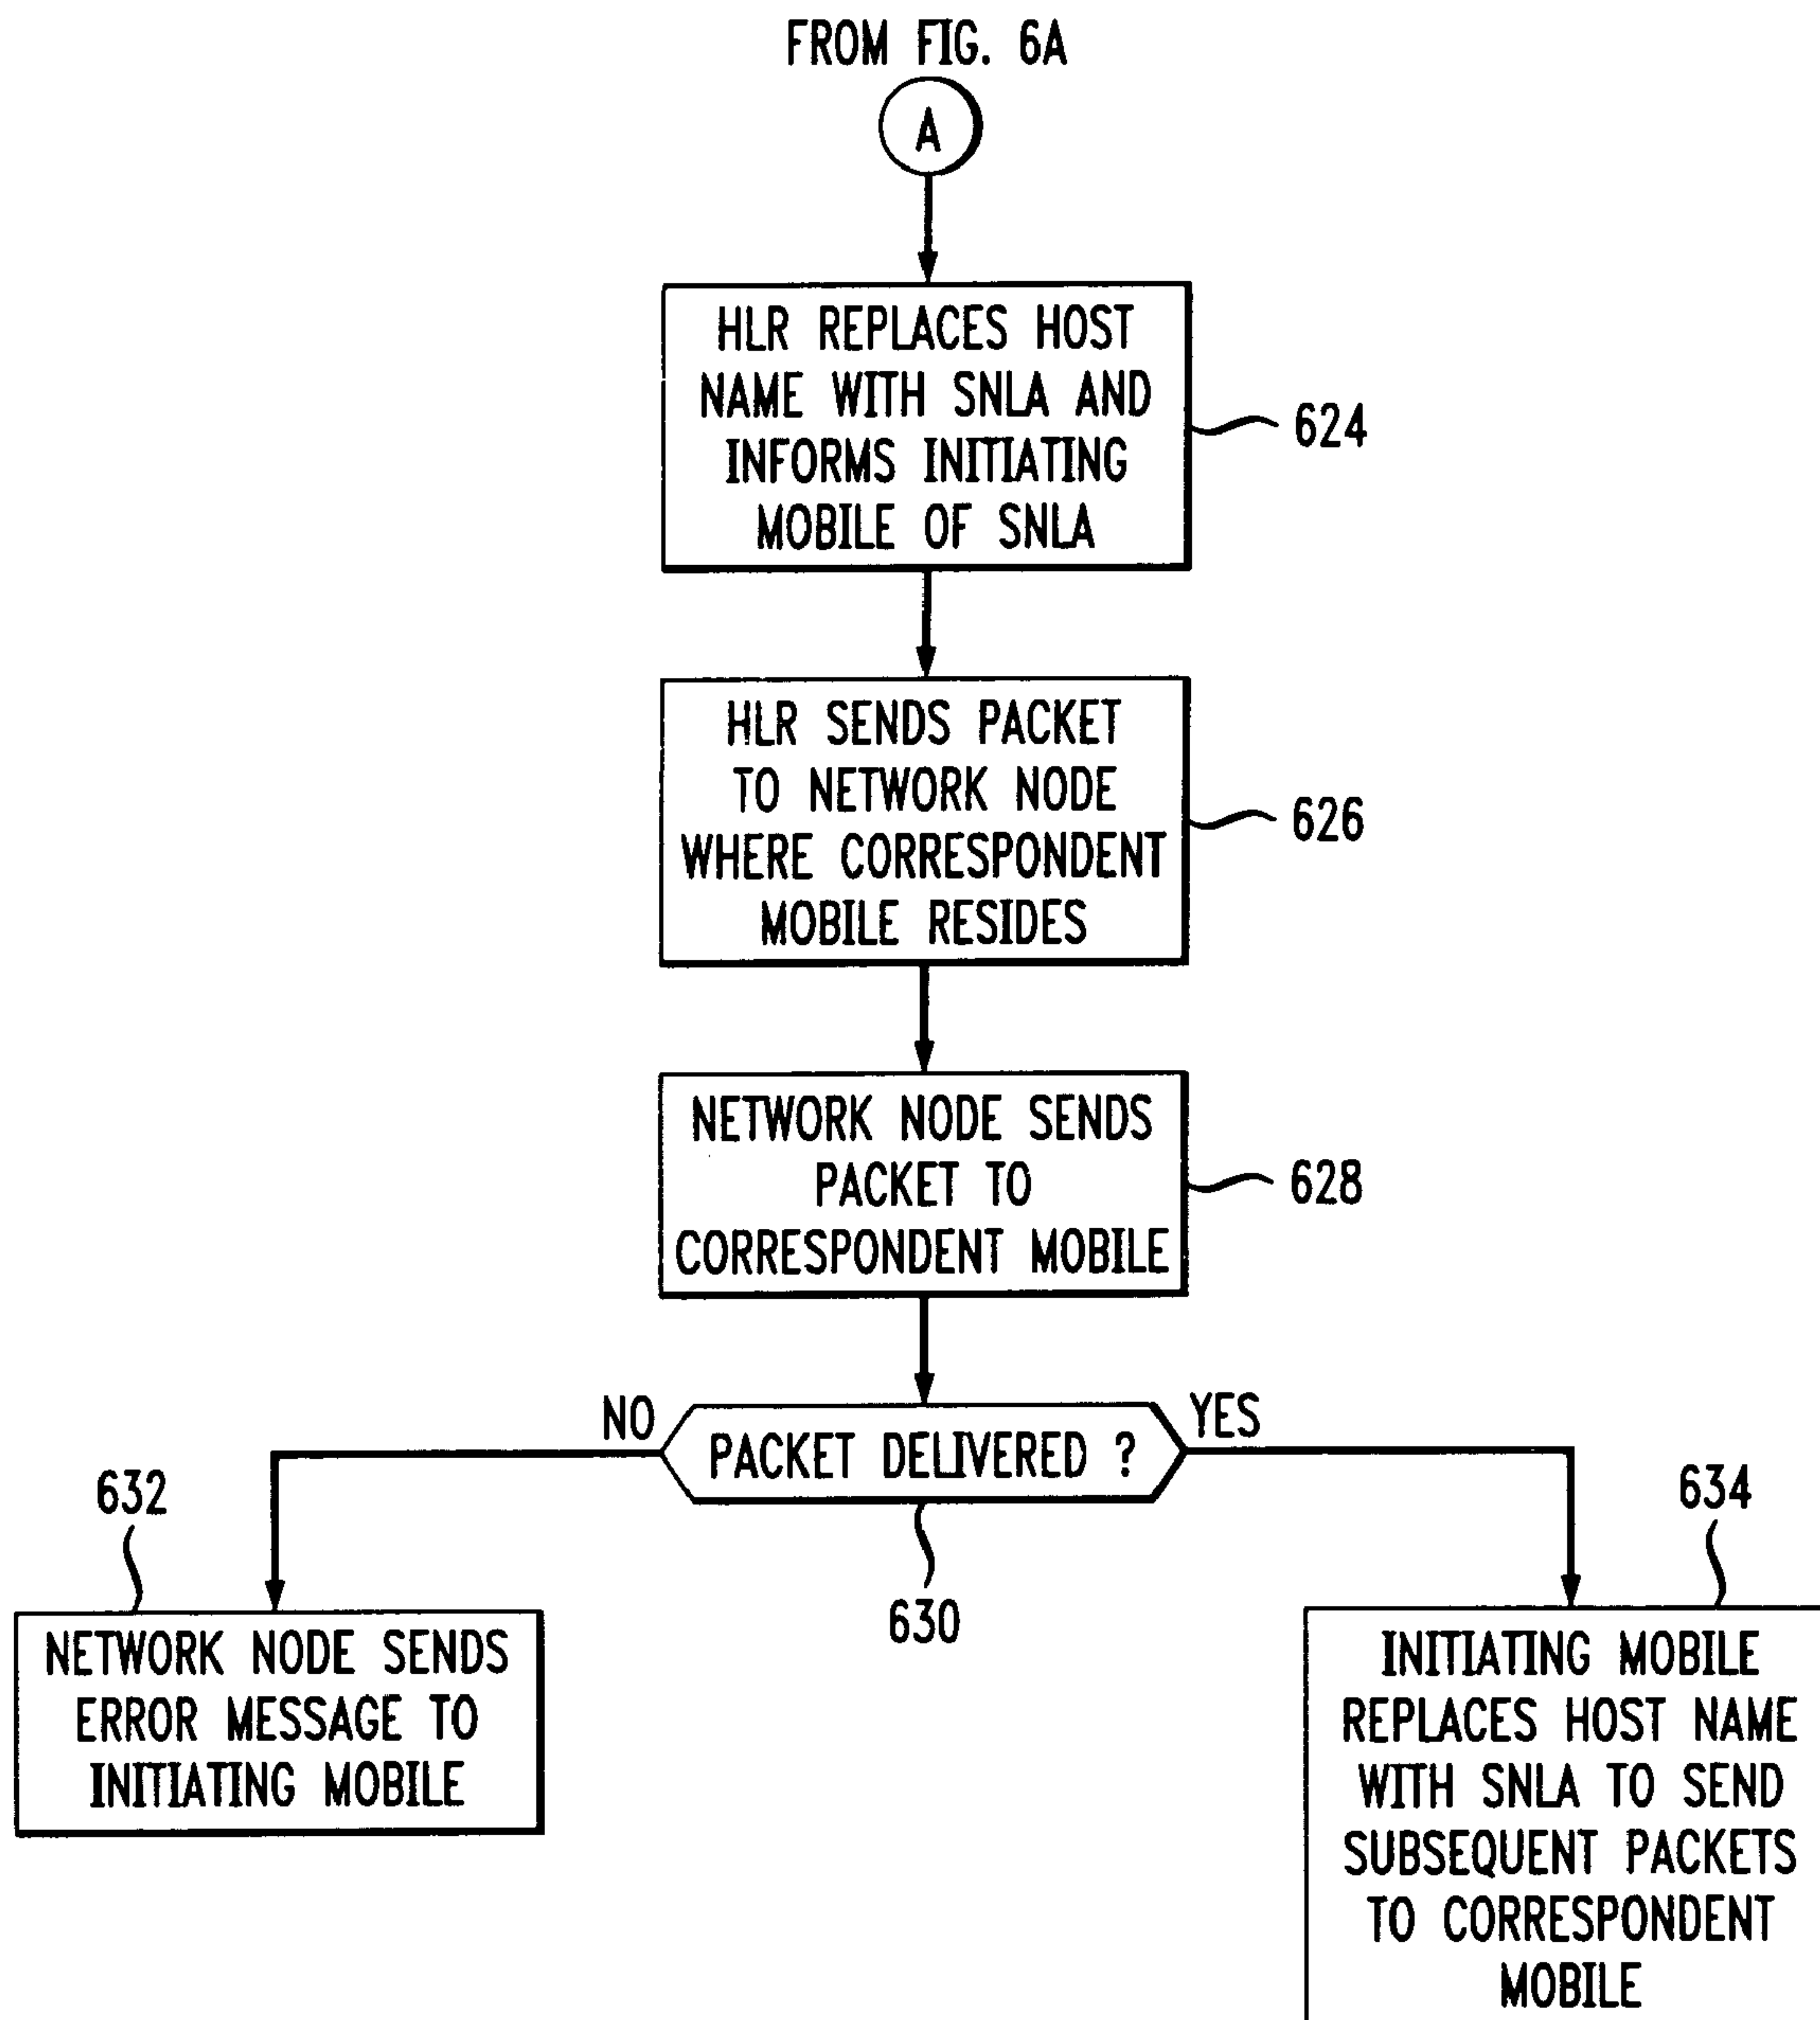 FROM FIG. 6A
A
HLR REPLACES HOST
NAME WITH SNLA AND
INFORMS INITIATING
MOBILE OF SNLA
624
HLR SENDS PACKET
TO NETWORK NODE
WHERE CORRESPONDENT
MOBILE RESIDES
626
NETWORK NODE SENDS
PACKET TO
CORRESPONDENT MOBILE
628
NO
PACKET DELIVERED ?
YES
630
632
NETWORK NODE SENDS
ERROR MESSAGE TO
INITIATING MOBILE
634
INITIATING MOBILE
REPLACES HOST NAME
WITH SNLA TO SEND
SUBSEQUENT PACKETS
TO CORRESPONDENT
MOBILE